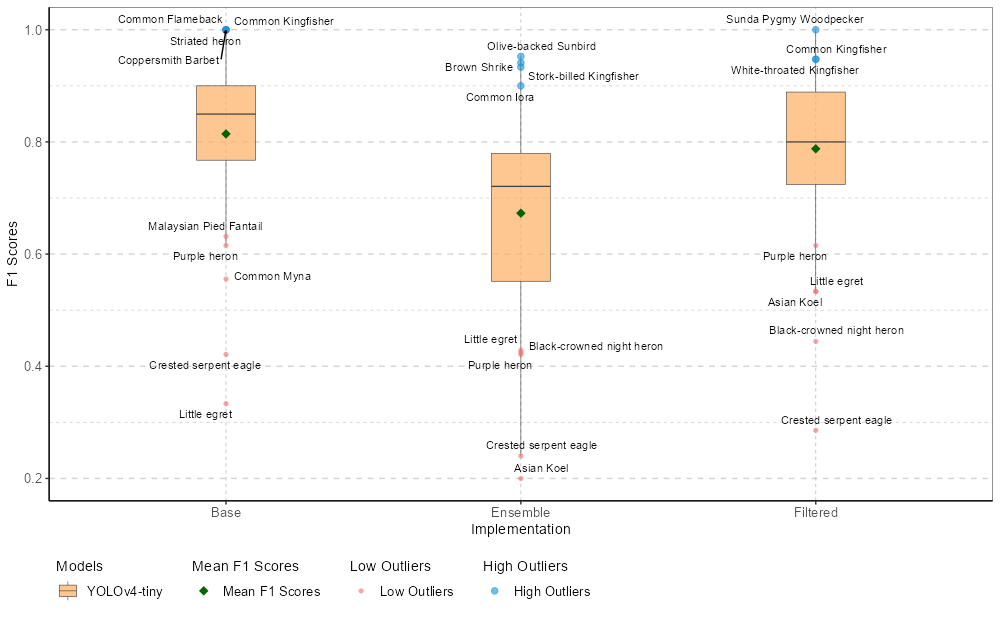 Common Flameback
Common Kingfisher
Striated heron
Coppersmith Barbet
Malaysian Pied Fantail
Purple heron
Common Myna
Crested serpent eagle
Little egret
Olive-backed Sunbird
Brown Shrike
Stork-billed Kingfisher
Common Iora
Little egret
Black-crowned night heron
Purple heron
Crested serpent eagle
Asian Koel
Sunda Pygmy Woodpecker
Common Kingfisher
White-throated Kingfisher
Purple heron
Little egret
Asian Koel
Black-crowned night heron
Crested serpent eagle
1.0
0.8
0.6
0.4
0.2
F1 Scores
Base
Ensemble
Filtered
Implementation
Models
YOLOv4-tiny
Mean F1 Scores
Mean F1 Scores
Low Outliers
Low Outliers
High Outliers
High Outliers